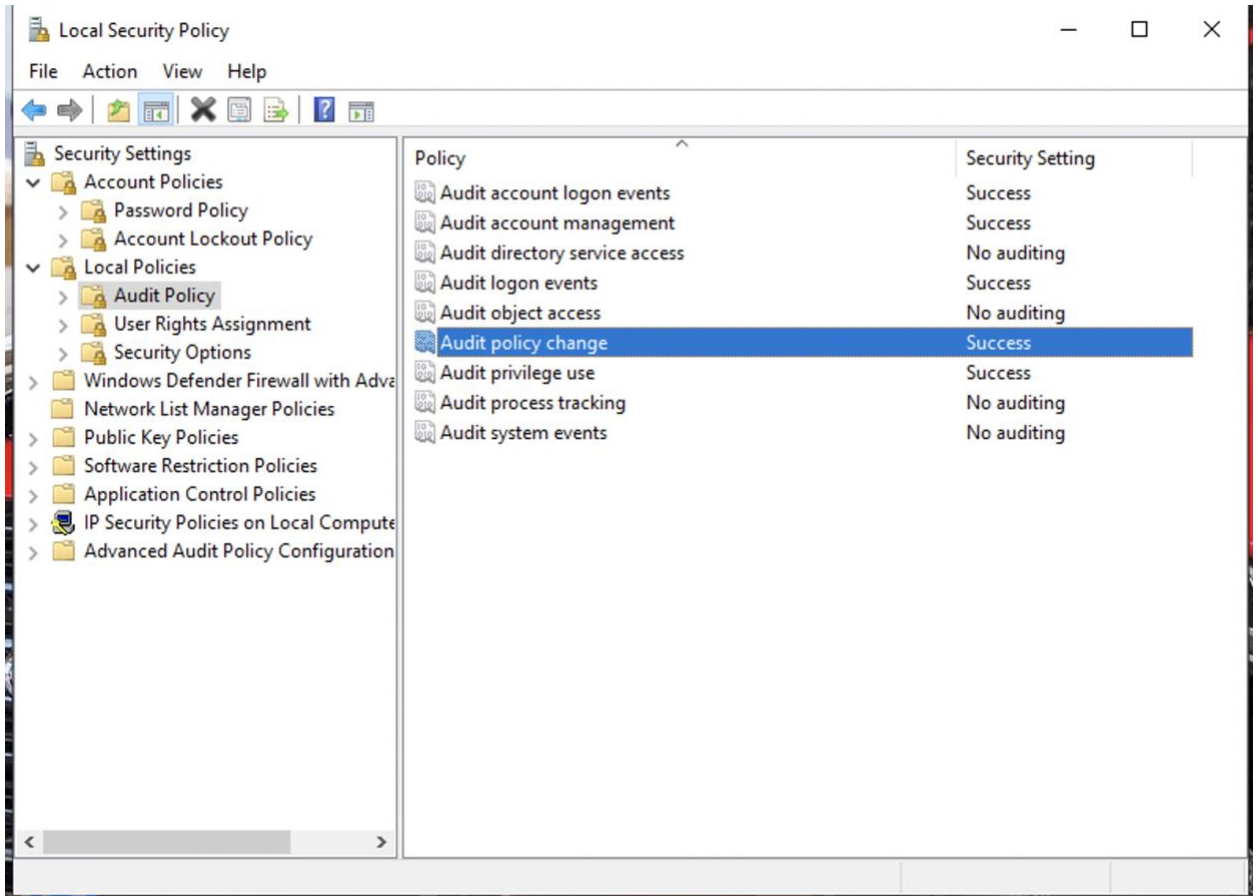 Local Security Policy
File Action View Help
Security Settings
Account Policies
Password Policy
Account Lockout Policy
Local Policies
Audit Policy
User Rights Assignment
Security Options
Windows Defender Firewall with Adva
Network List Manager Policies
Public Key Policies
Software Restriction Policies
Application Control Policies
IP Security Policies on Local Compute
Advanced Audit Policy Configuration
Policy Security Setting
Audit account logon events Success
Audit account management Success
Audit directory service access No auditing
Audit logon events Success
Audit object access No auditing
Audit policy change Success
Audit privilege use Success
Audit process tracking No auditing
Audit system events No auditing